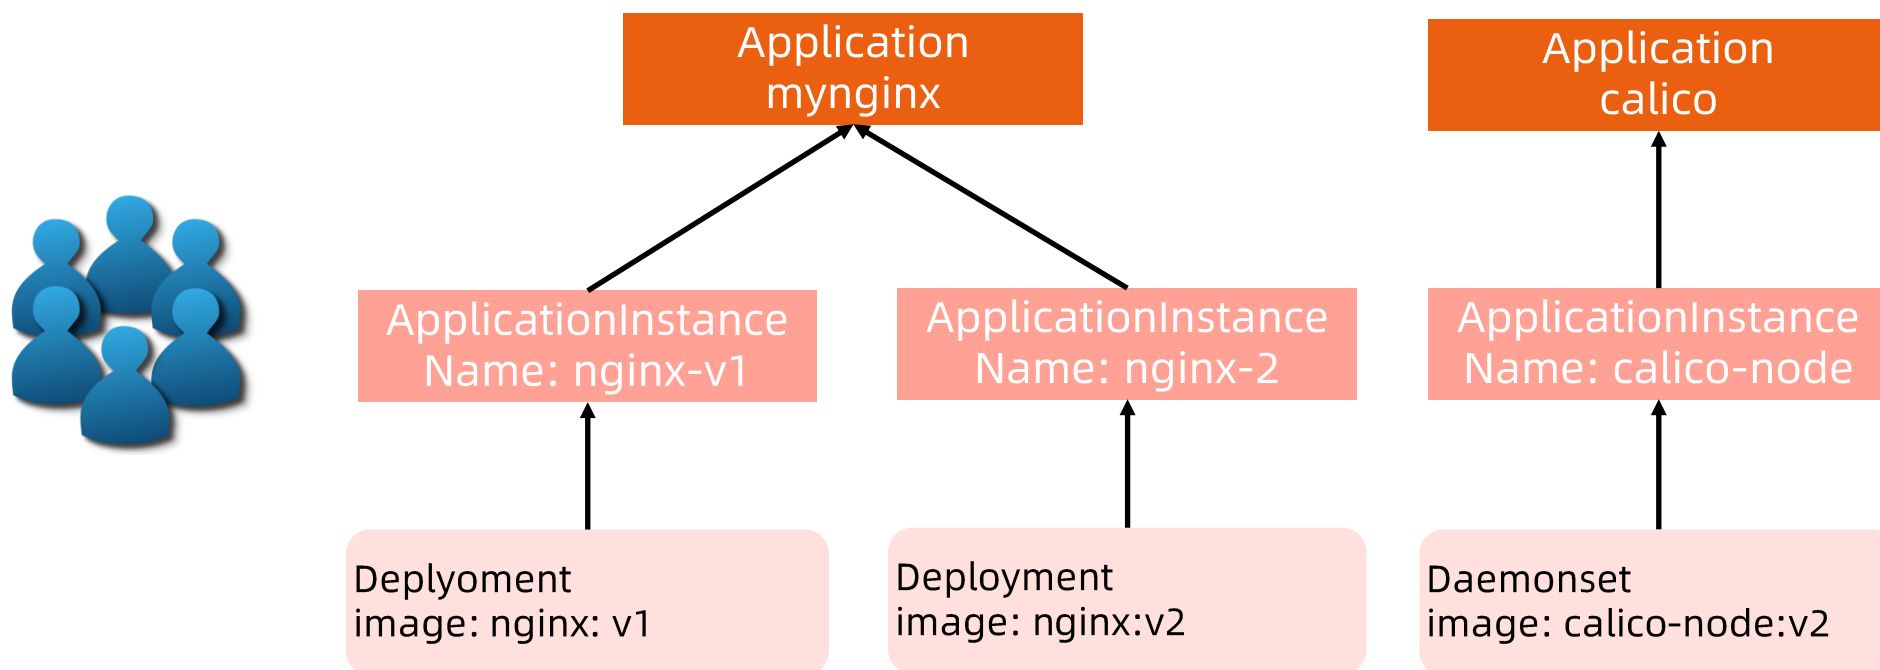 Application
mynginx
Application
calico
ApplicationInstance
Name: nginx-v1
ApplicationInstance
Name: nginx-2
ApplicationInstance
Name: calico-node
Deplyoment
image: nginx: v1
Deployment
image: nginx:v2
Daemonset
image: calico-node:v2